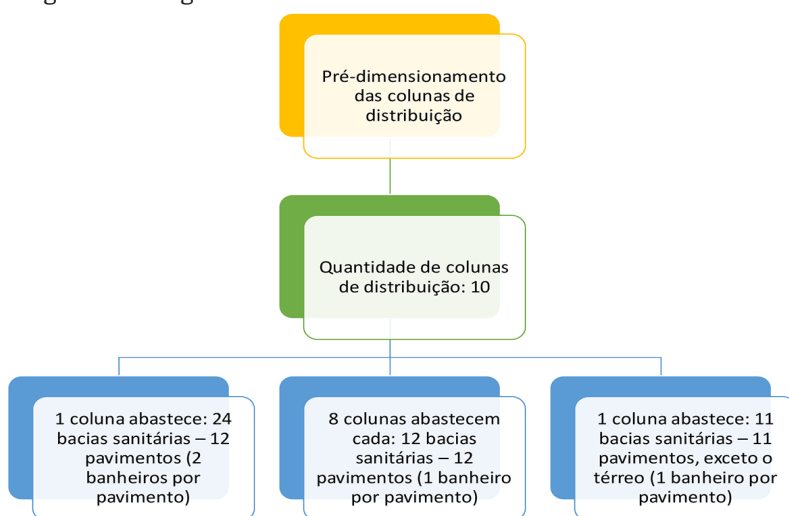 Pré-dimensionamento
das colunas de
distribuição
Quantidade de colunas
de distribuição: 10
1 coluna abastece: 24
bacias sanitárias – 12
pavimentos (2
banheiros por
pavimento)
8 colunas abastecem
cada: 12 bacias
sanitárias – 12
pavimentos (1 banheiro
por pavimento)
1 coluna abastece: 11
bacias sanitárias – 11
pavimentos, exceto o
térreo (1 banheiro por
pavimento)